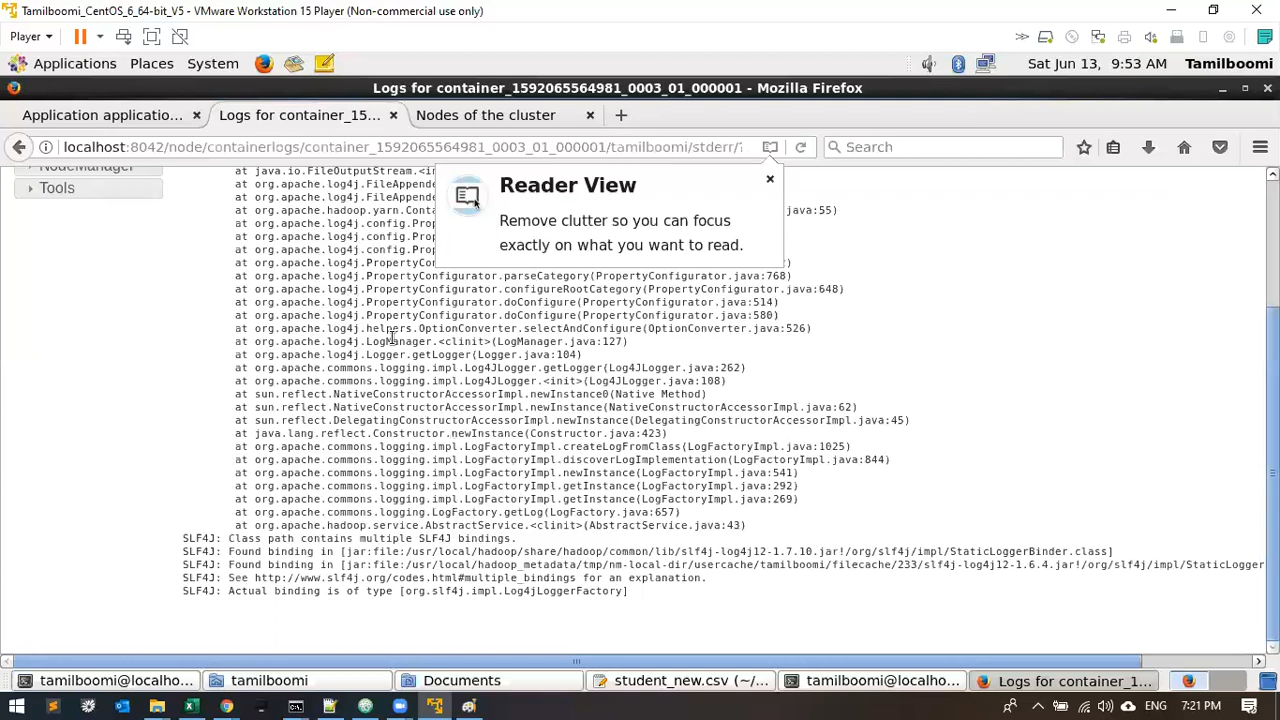 Tamilboomi_CentOS_6_64-bit_V5 - VMware Workstation 15 Player (Non-commercial use only)
Player
Applications Places System Sat Jun 13, 9:53 AM Tamilboomi
Logs for container_1592065564981_0003_01_000001 - Mozilla Firefox
Application applicatio... Logs for container_15... Nodes of the cluster
localhost:8042/node/containerlogs/container_1592065564981_0003_01_000001/tamilboomi/stderr/? Search
NodeManager
Tools
at java.io.FileOutputStream.<i
at org.apache.log4j.FileAppend
at org.apache.log4j.FileAppend
at org.apache.hadoop.yarn.Conta java:55)
at org.apache.log4j.config.Pro
at org.apache.log4j.config.Pro
at org.apache.log4j.config.Pro
at org.apache.log4j.PropertyCo
at org.apache.log4j.PropertyConfigurator.parseCategory(PropertyConfigurator.java:768)
at org.apache.log4j.PropertyConfigurator.configureRootCategory(PropertyConfigurator.java:648)
at org.apache.log4j.PropertyConfigurator.doConfigure(PropertyConfigurator.java:514)
at org.apache.log4j.PropertyConfigurator.doConfigure(PropertyConfigurator.java:580)
at org.apache.log4j.helpers.OptionConverter.selectAndConfigure(OptionConverter.java:526)
at org.apache.log4j.LogManager.<clinit>(LogManager.java:127)
at org.apache.log4j.Logger.getLogger(Logger.java:104)
at org.apache.commons.logging.impl.Log4JLogger.getLogger(Log4JLogger.java:262)
at org.apache.commons.logging.impl.Log4JLogger.<init>(Log4JLogger.java:108)
at sun.reflect.NativeConstructorAccessorImpl.newInstance0(Native Method)
at sun.reflect.NativeConstructorAccessorImpl.newInstance(NativeConstructorAccessorImpl.java:62)
at sun.reflect.DelegatingConstructorAccessorImpl.newInstance(DelegatingConstructorAccessorImpl.java:45)
at java.lang.reflect.Constructor.newInstance(Constructor.java:423)
at org.apache.commons.logging.impl.LogFactoryImpl.createLogFromClass(LogFactoryImpl.java:1025)
at org.apache.commons.logging.impl.LogFactoryImpl.discoverLogImplementation(LogFactoryImpl.java:844)
at org.apache.commons.logging.impl.LogFactoryImpl.newInstance(LogFactoryImpl.java:541)
at org.apache.commons.logging.impl.LogFactoryImpl.getInstance(LogFactoryImpl.java:292)
at org.apache.commons.logging.impl.LogFactoryImpl.getInstance(LogFactoryImpl.java:269)
at org.apache.commons.logging.LogFactory.getLog(LogFactory.java:657)
at org.apache.hadoop.service.AbstractService.<clinit>(AbstractService.java:43)
SLF4J: Class path contains multiple SLF4J bindings.
SLF4J: Found binding in [jar:file:/usr/local/hadoop/share/hadoop/common/lib/slf4j-log4j12-1.7.10.jar!/org/slf4j/impl/StaticLoggerBinder.class]
SLF4J: Found binding in [jar:file:/usr/local/hadoop_metadata/tmp/nm-local-dir/usercache/tamilboomi/filecache/233/slf4j-log4j12-1.6.4.jar!/org/slf4j/impl/StaticLogger
SLF4J: See http://www.slf4j.org/codes.html#multiple_bindings for an explanation.
SLF4J: Actual binding is of type [org.slf4j.impl.Log4jLoggerFactory]
Reader View
Remove clutter so you can focus
exactly on what you want to read.
tamilboomi@localho... tamilboomi Documents student_new.csv (~/... tamilboomi@localho... Logs for container_1...
7:21 PM